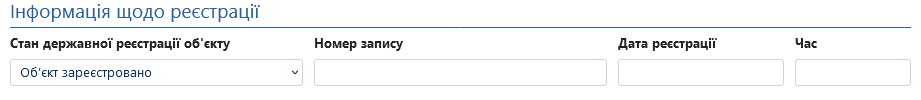 Інформація щодо реєстрації
Стан державної реєстрації об'єкту Номер запису Дата реєстрації Час
Об'єкт зареєстровано